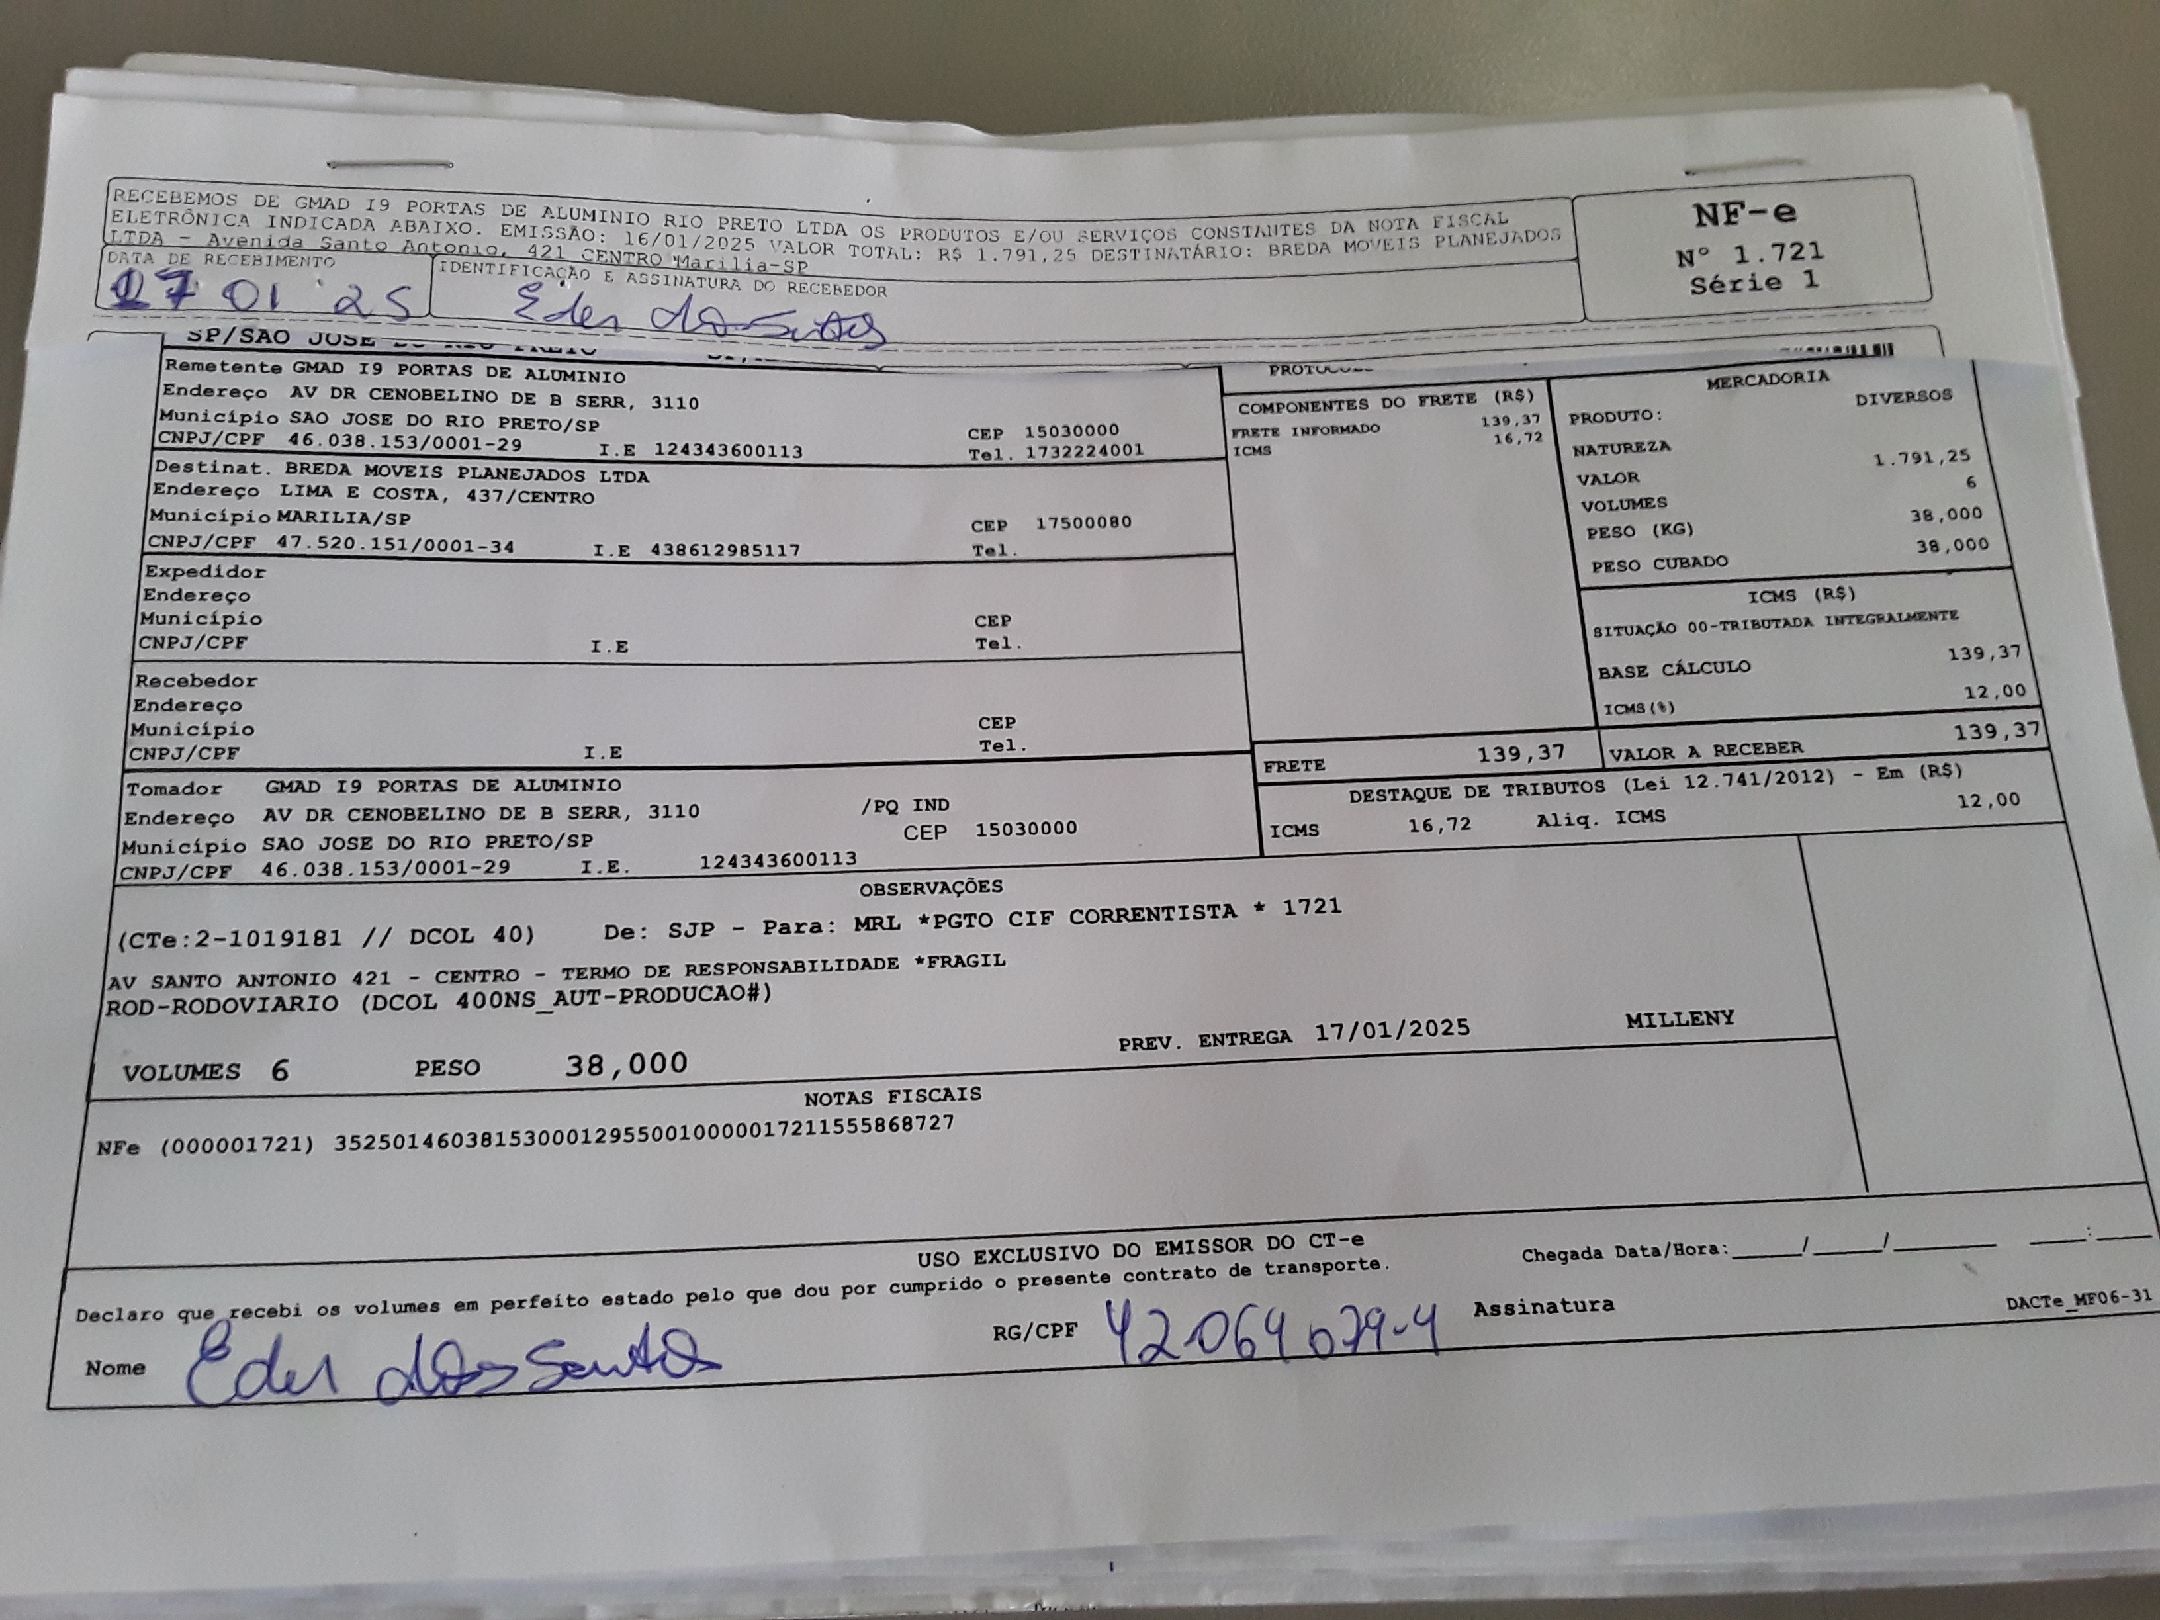 RECEBEMOS DE GMAD I9 PORTAS DE ALUMINIO RIO PRETO LTDA OS PRODUTOS E/OU SERVIÇOS CONSTANTES DA NOTA FISCAL
ELETRÔNICA INDICADA ABAIXO. EMISSÃO: 16/01/2025 VALOR TOTAL: R$ 1.791,25 DESTINATÁRIO: BREDA MOVEIS PLANEJADOS
LTDA - Avenida Santo Antonio, 421 CENTRO Marilia-SP
NF-e
Nº 1.721
Série 1
DATA DE RECEBIMENTO
17 01 25
IDENTIFICAÇÃO E ASSINATURA DO RECEBEDOR
Eder dos Santos
SP/SAO JOSE DO RIO PRETO
Remetente GMAD I9 PORTAS DE ALUMINIO
Endereço AV DR CENOBELINO DE B SERR, 3110
Município SAO JOSE DO RIO PRETO/SP CEP 15030000
CNPJ/CPF 46.038.153/0001-29 I.E 124343600113 Tel. 1732224001
Destinat. BREDA MOVEIS PLANEJADOS LTDA
Endereço LIMA E COSTA, 437/CENTRO
Município MARILIA/SP CEP 17500080
CNPJ/CPF 47.520.151/0001-34 I.E 438612985117 Tel.
Expedidor
Endereço
Município CEP
CNPJ/CPF I.E Tel.
Recebedor
Endereço
Município CEP
CNPJ/CPF I.E Tel.
Tomador GMAD I9 PORTAS DE ALUMINIO
Endereço AV DR CENOBELINO DE B SERR, 3110 /PQ IND
Município SAO JOSE DO RIO PRETO/SP CEP 15030000
CNPJ/CPF 46.038.153/0001-29 I.E. 124343600113
COMPONENTES DO FRETE (R$)
FRETE INFORMADO 139,37
ICMS 16,72
MERCADORIA
PRODUTO: DIVERSOS
NATUREZA
VALOR 1.791,25
VOLUMES 6
PESO (KG) 38,000
PESO CUBADO 38,000
ICMS (R$)
SITUAÇÃO 00-TRIBUTADA INTEGRALMENTE
BASE CÁLCULO 139,37
ICMS(%) 12,00
FRETE 139,37 VALOR A RECEBER 139,37
DESTAQUE DE TRIBUTOS (Lei 12.741/2012) - Em (R$)
ICMS 16,72 Aliq. ICMS 12,00
OBSERVAÇÕES
(CTe:2-1019181 // DCOL 40) De: SJP - Para: MRL *PGTO CIF CORRENTISTA * 1721
AV SANTO ANTONIO 421 - CENTRO - TERMO DE RESPONSABILIDADE *FRAGIL
ROD-RODOVIARIO (DCOL 400NS_AUT-PRODUCAO#)
VOLUMES 6 PESO 38,000 PREV. ENTREGA 17/01/2025 MILLENY
NOTAS FISCAIS
NFe (000001721) 35250146038153000129550010000017211555868727
USO EXCLUSIVO DO EMISSOR DO CT-e
Declaro que recebi os volumes em perfeito estado pelo que dou por cumprido o presente contrato de transporte.
Chegada Data/Hora:_____/_____/_______ ____:____
Nome Eder dos Santos RG/CPF 42064079-4 Assinatura
DACTe_MF06-31